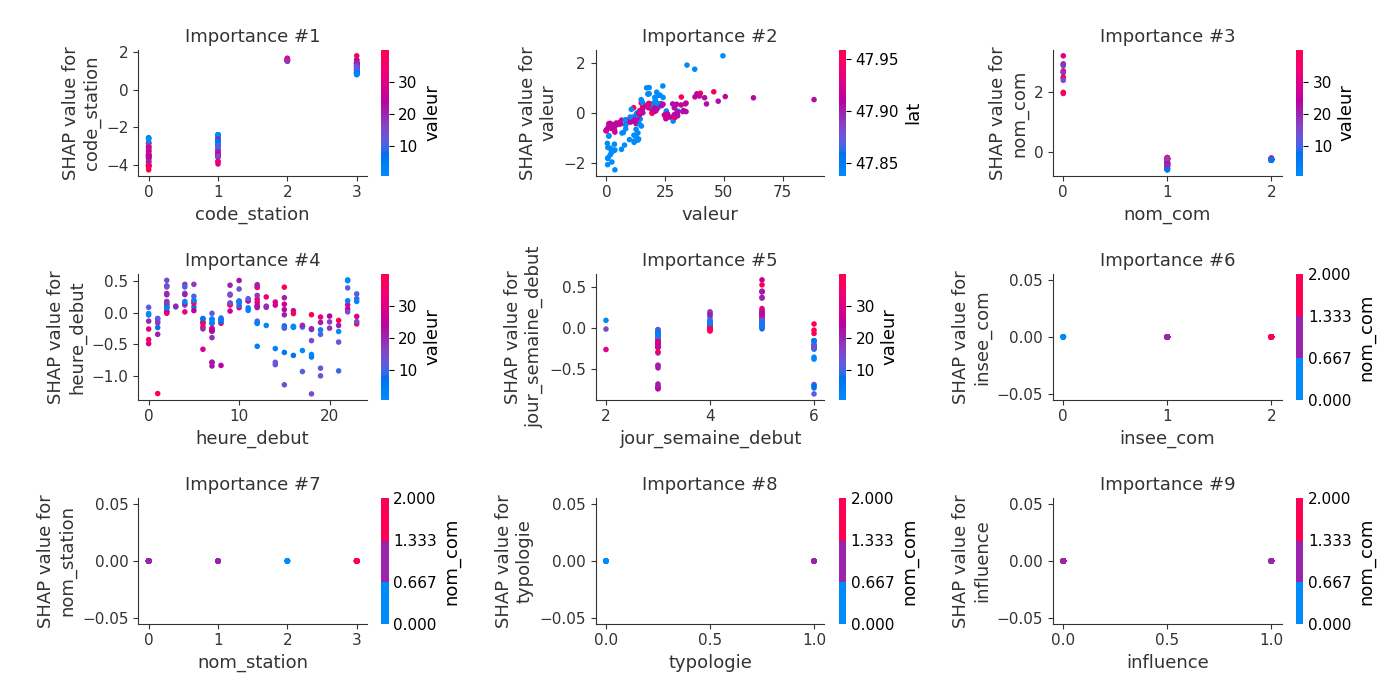 Importance #1
SHAP value for
code_station
2
0
−2
−4
0
1
2
3
code_station
30
20
10
valeur
Importance #2
SHAP value for
valeur
2
0
−2
0
25
50
75
valeur
47.95
47.90
47.85
lat
Importance #3
SHAP value for
nom_com
2
0
0
1
2
nom_com
30
20
10
valeur
Importance #4
SHAP value for
heure_debut
0.5
0.0
−0.5
−1.0
0
10
20
heure_debut
30
20
10
valeur
Importance #5
SHAP value for
jour_semaine_debut
0.5
0.0
−0.5
2
4
6
jour_semaine_debut
30
20
10
valeur
Importance #6
SHAP value for
insee_com
0.05
0.00
−0.05
0
1
2
insee_com
2.000
1.333
0.667
0.000
nom_com
Importance #7
SHAP value for
nom_station
0.05
0.00
−0.05
0
1
2
3
nom_station
2.000
1.333
0.667
0.000
nom_com
Importance #8
SHAP value for
typologie
0.05
0.00
−0.05
0.0
0.5
1.0
typologie
2.000
1.333
0.667
0.000
nom_com
Importance #9
SHAP value for
influence
0.05
0.00
−0.05
0.0
0.5
1.0
influence
2.000
1.333
0.667
0.000
nom_com